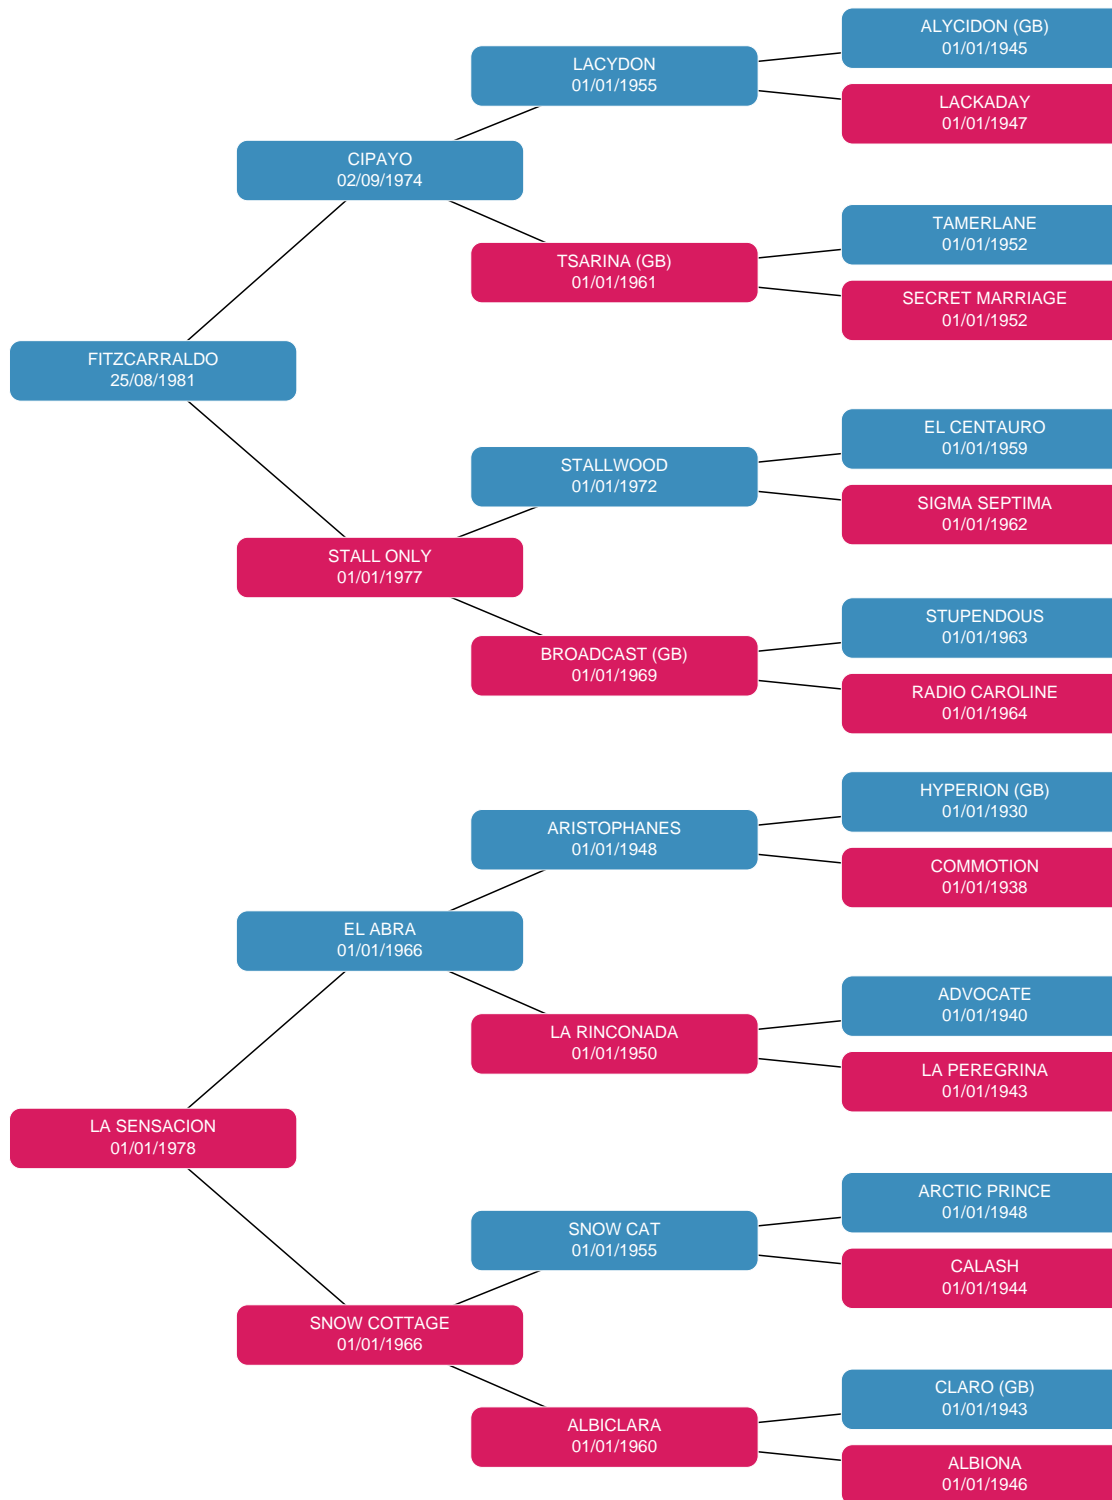 ALYCIDON (GB)
01/01/1945
LACYDON
01/01/1955
LACKADAY
01/01/1947
CIPAYO
02/09/1974
TAMERLANE
01/01/1952
TSARINA (GB)
01/01/1961
SECRET MARRIAGE
01/01/1952
FITZCARRALDO
25/08/1981
EL CENTAURO
01/01/1959
STALLWOOD
01/01/1972
SIGMA SEPTIMA
01/01/1962
STALL ONLY
01/01/1977
STUPENDOUS
01/01/1963
BROADCAST (GB)
01/01/1969
RADIO CAROLINE
01/01/1964
HYPERION (GB)
01/01/1930
ARISTOPHANES
01/01/1948
COMMOTION
01/01/1938
EL ABRA
01/01/1966
ADVOCATE
01/01/1940
LA RINCONADA
01/01/1950
LA PEREGRINA
01/01/1943
LA SENSACION
01/01/1978
ARCTIC PRINCE
01/01/1948
SNOW CAT
01/01/1955
CALASH
01/01/1944
SNOW COTTAGE
01/01/1966
CLARO (GB)
01/01/1943
ALBICLARA
01/01/1960
ALBIONA
01/01/1946